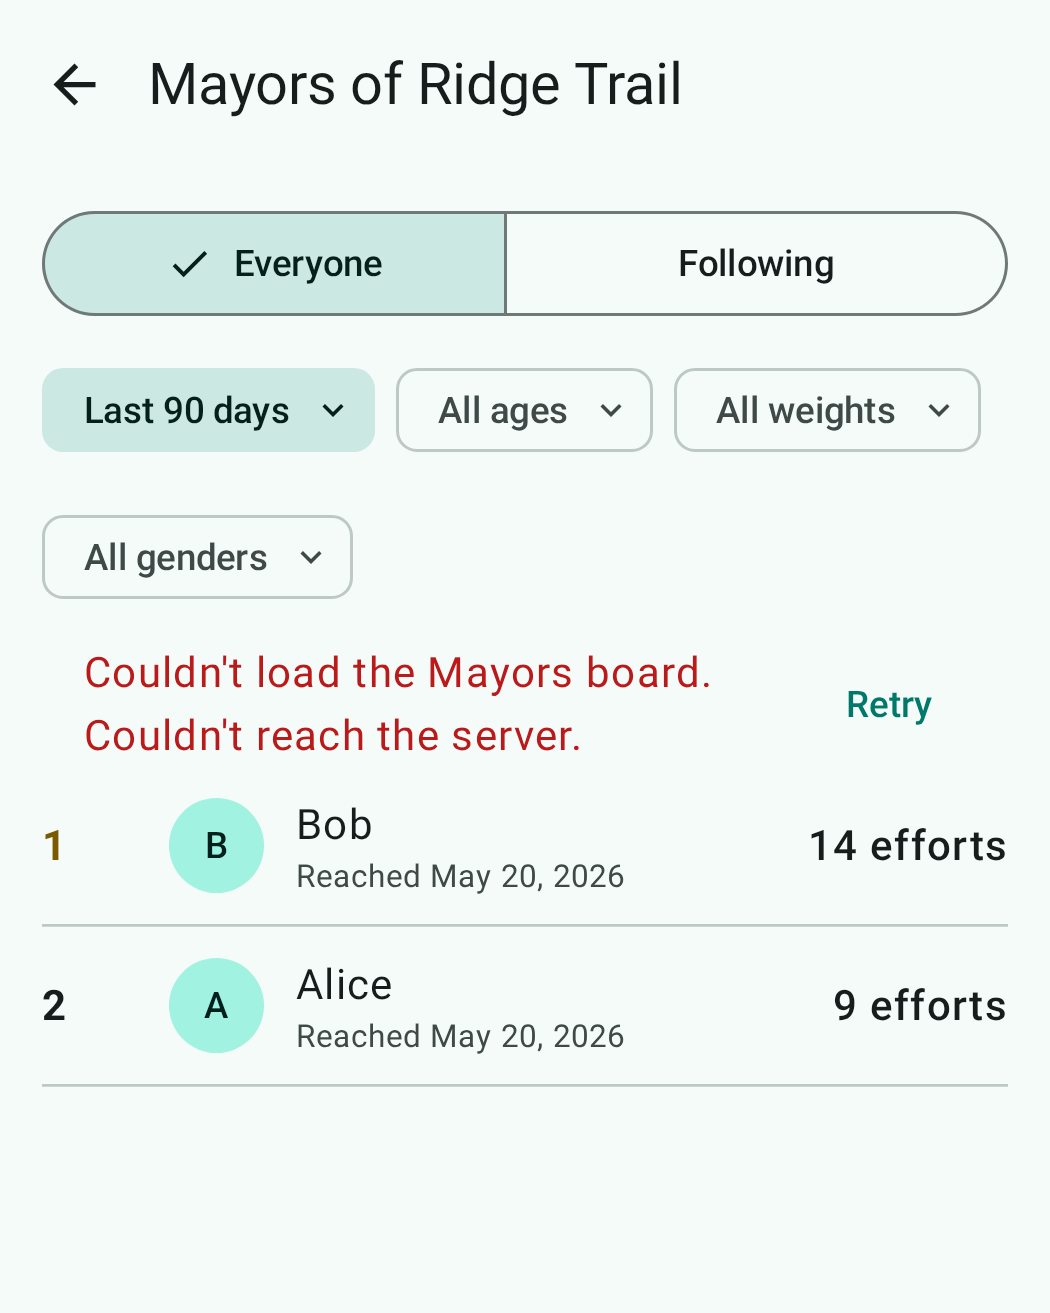 Mayors of Ridge Trail
Everyone
Following
Last 90 days
All ages
All weights
All genders
Couldn't load the Mayors board.
Couldn't reach the server.
Retry
1
B
Bob
Reached May 20, 2026
14 efforts
2
A
Alice
Reached May 20, 2026
9 efforts